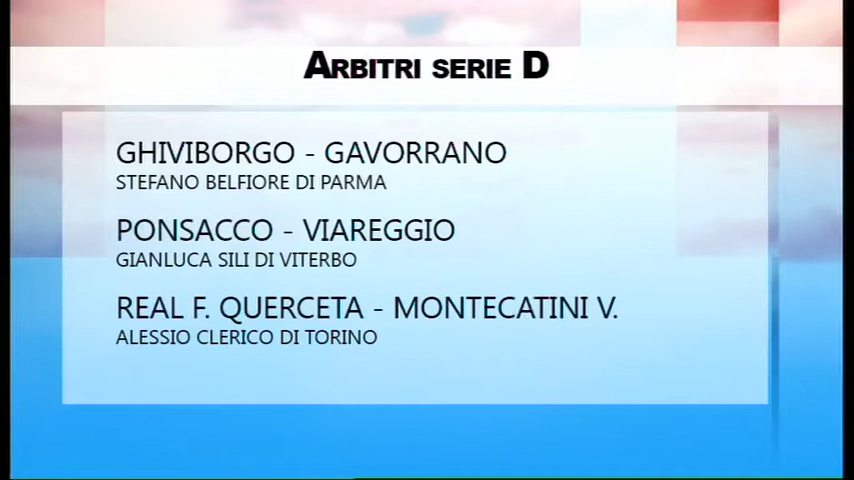 ARBITRI SERIE D
GHIVIBORGO - GAVORRANO
STEFANO BELFIORE DI PARMA
PONSACCO - VIAREGGIO
GIANLUCA SILI DI VITERBO
REAL F. QUERCETA - MONTECATINI V.
ALESSIO CLERICO DI TORINO